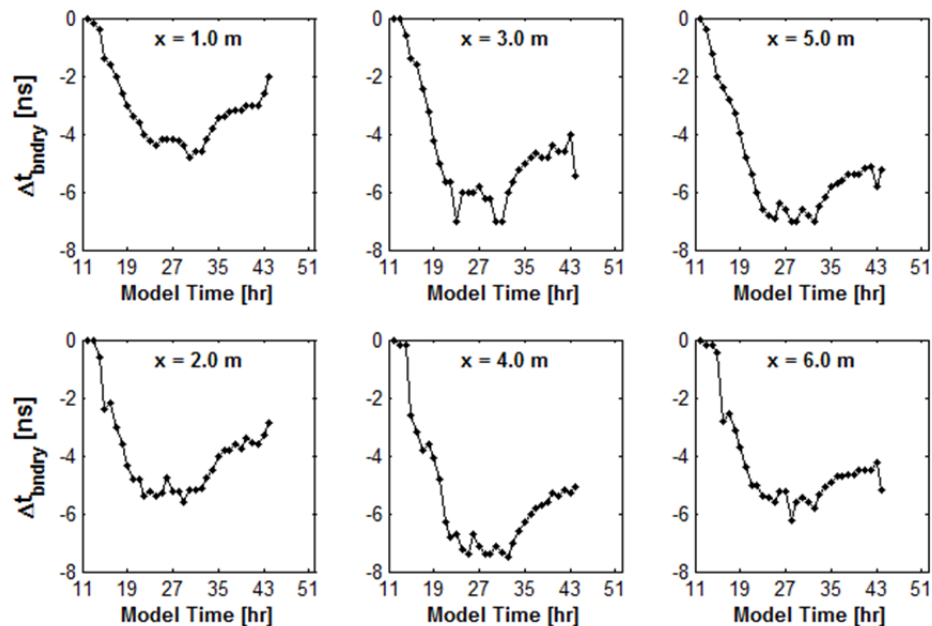 0
-2
-4
-6
-8
Δt_bndry [ns]
x = 1.0 m
11 19 27 35 43 51
Model Time [hr]
0
-2
-4
-6
-8
x = 3.0 m
11 19 27 35 43 51
Model Time [hr]
0
-2
-4
-6
-8
x = 5.0 m
11 19 27 35 43 51
Model Time [hr]
0
-2
-4
-6
-8
Δt_bndry [ns]
x = 2.0 m
11 19 27 35 43 51
Model Time [hr]
0
-2
-4
-6
-8
x = 4.0 m
11 19 27 35 43 51
Model Time [hr]
0
-2
-4
-6
-8
x = 6.0 m
11 19 27 35 43 51
Model Time [hr]